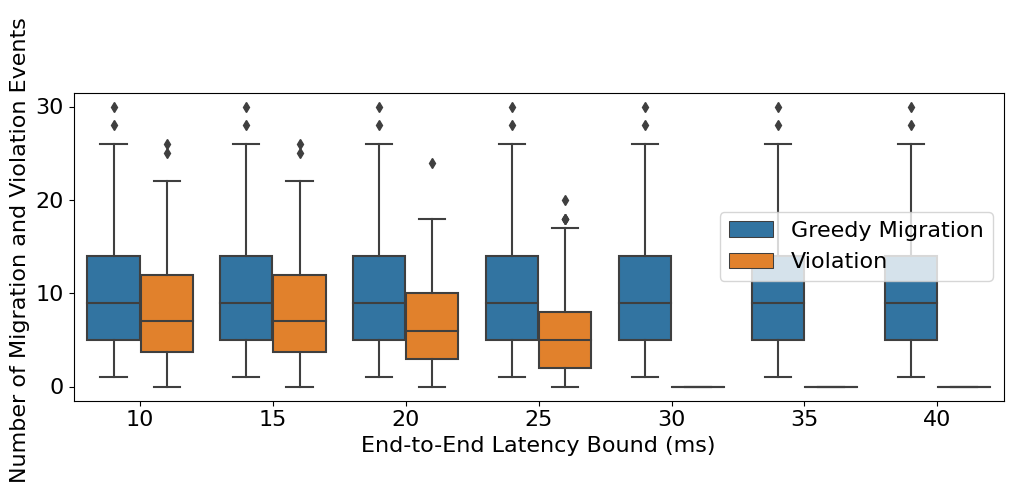 Number of Migration and Violation Events
30
20
10
0
Greedy Migration
Violation
10 15 20 25 30 35 40
End-to-End Latency Bound (ms)